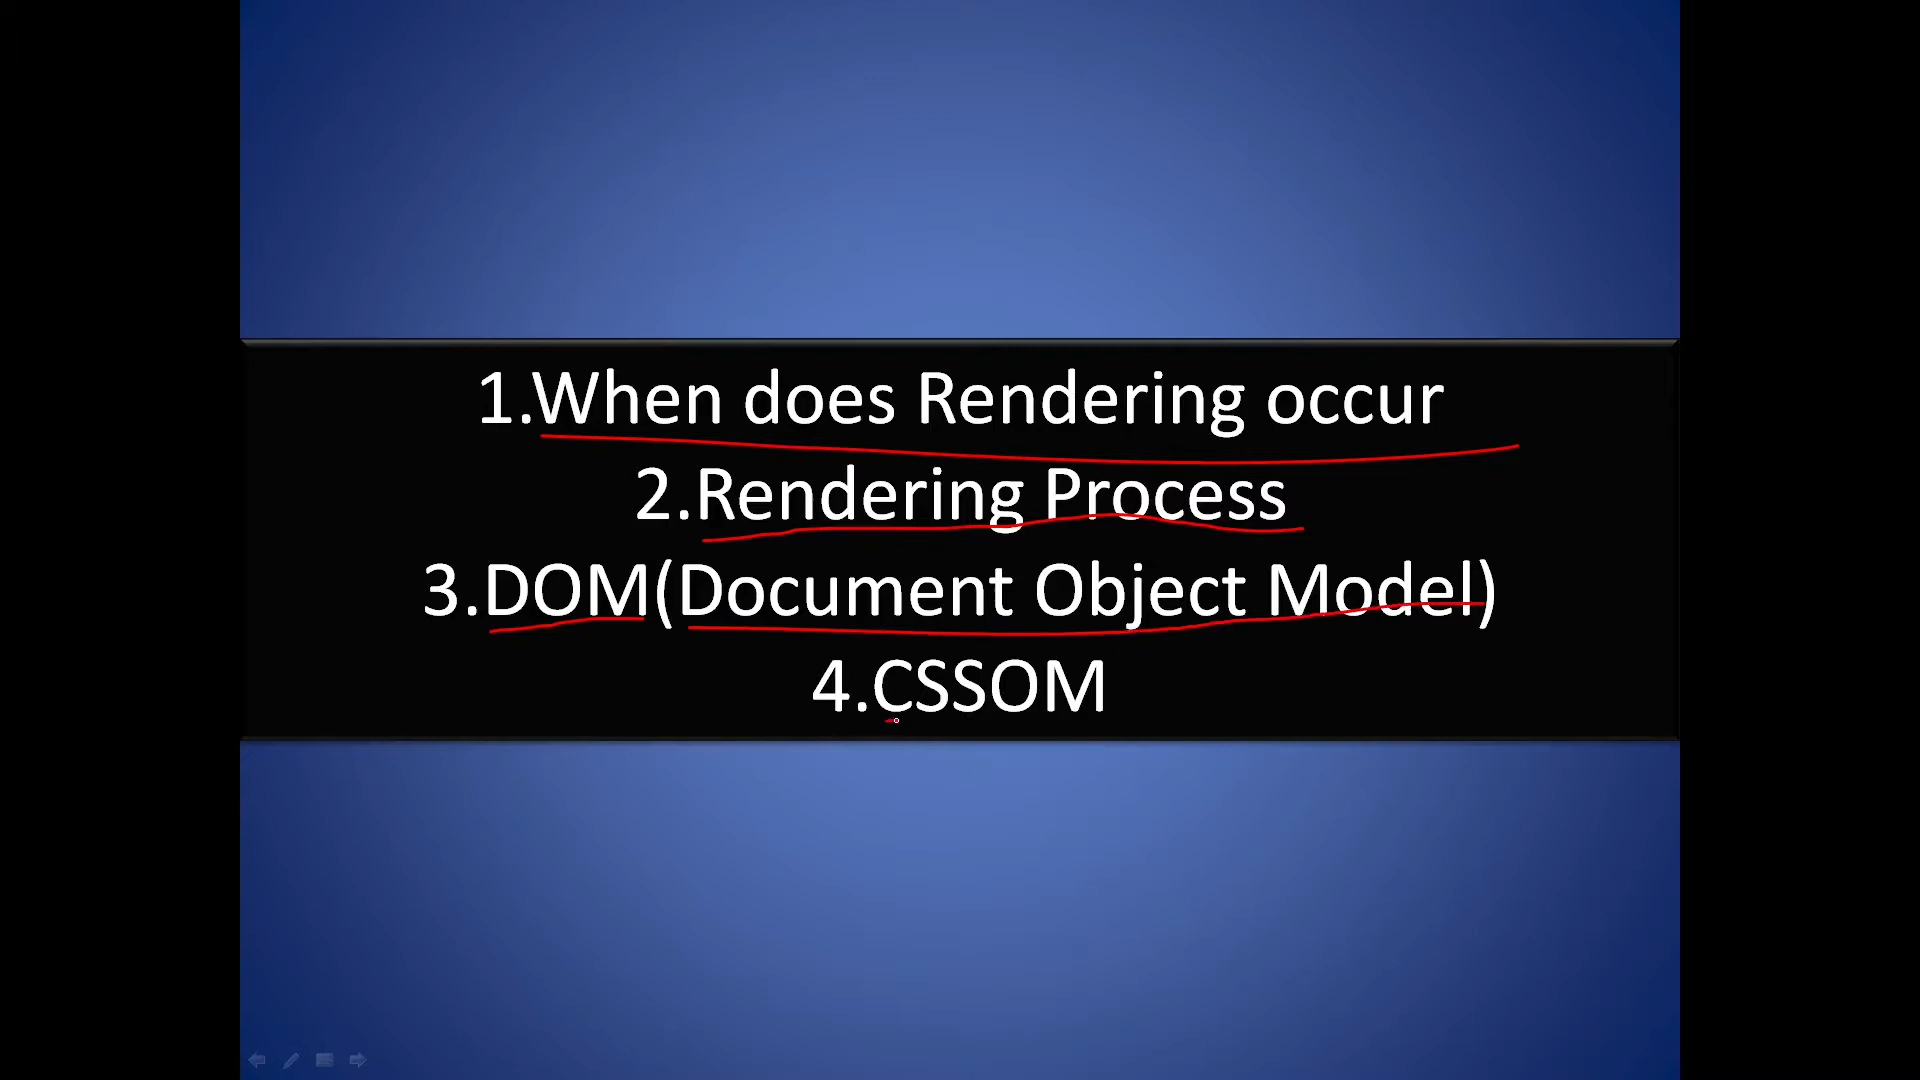 1.When does Rendering occur
2.Rendering Process
3.DOM(Document Object Model)
4.CSSOM